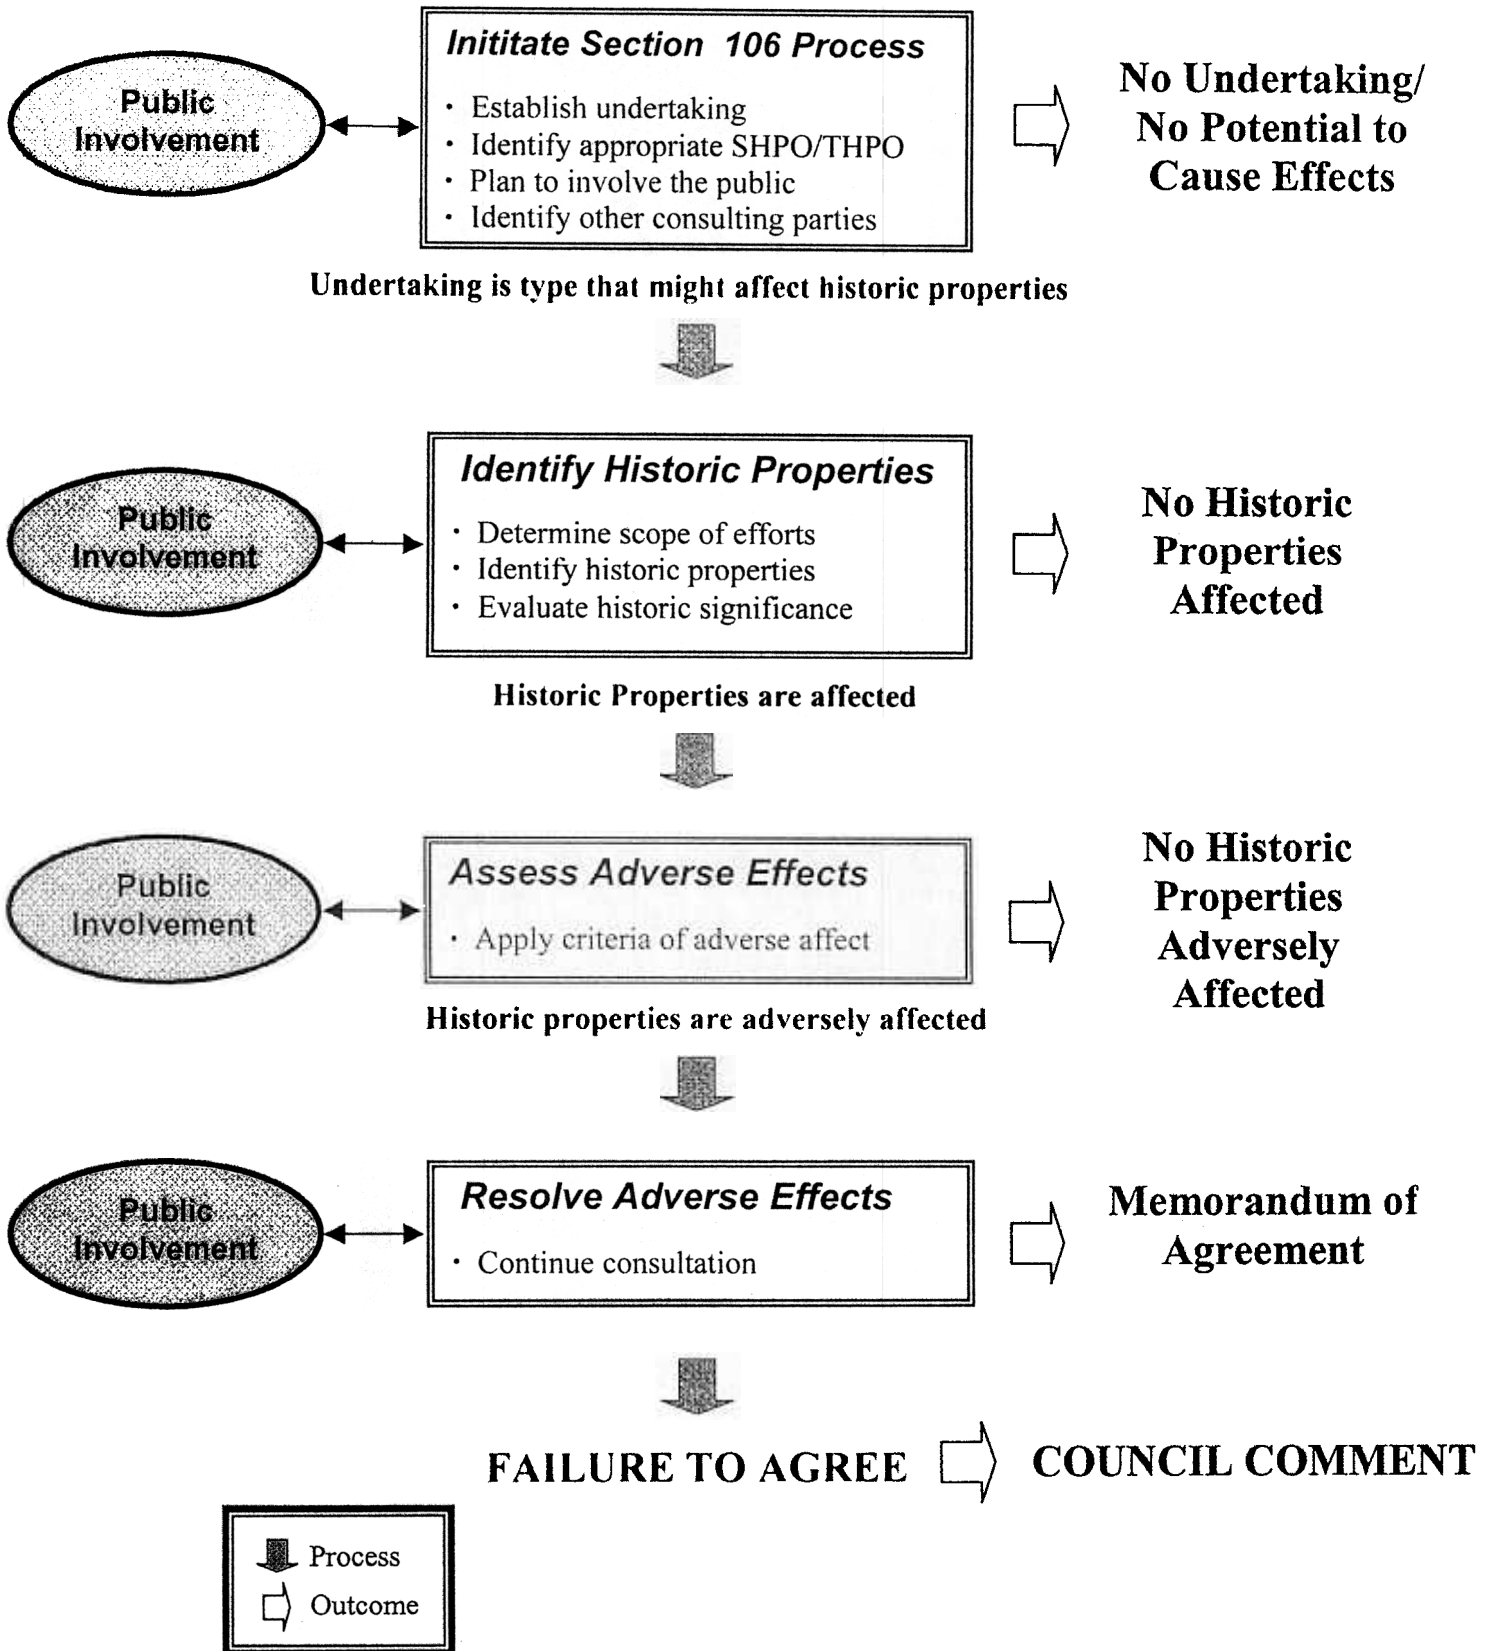 Inititate Section 106 Process
Public
Involvement
· Establish undertaking
· Identify appropriate SHPO/THPO
· Plan to involve the public
· Identify other consulting parties
No Undertaking/
No Potential to
Cause Effects
Undertaking is type that might affect historic properties
Identify Historic Properties
Public
Involvement
· Determine scope of efforts
· Identify historic properties
· Evaluate historic significance
No Historic
Properties
Affected
Historic Properties are affected
Assess Adverse Effects
Public
Involvement
· Apply criteria of adverse affect
No Historic
Properties
Adversely
Affected
Historic properties are adversely affected
Resolve Adverse Effects
Public
Involvement
· Continue consultation
Memorandum of
Agreement
FAILURE TO AGREE
COUNCIL COMMENT
Process
Outcome